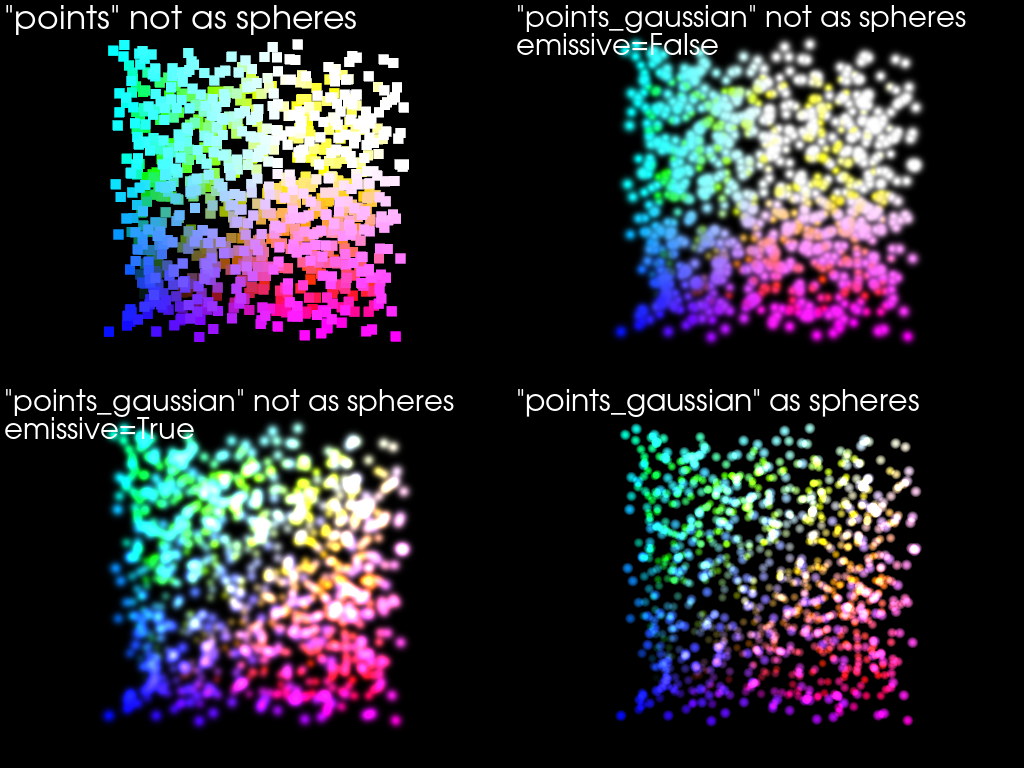 "points" not as spheres
"points_gaussian" not as spheres
emissive=False
"points_gaussian" not as spheres
emissive=True
"points_gaussian" as spheres